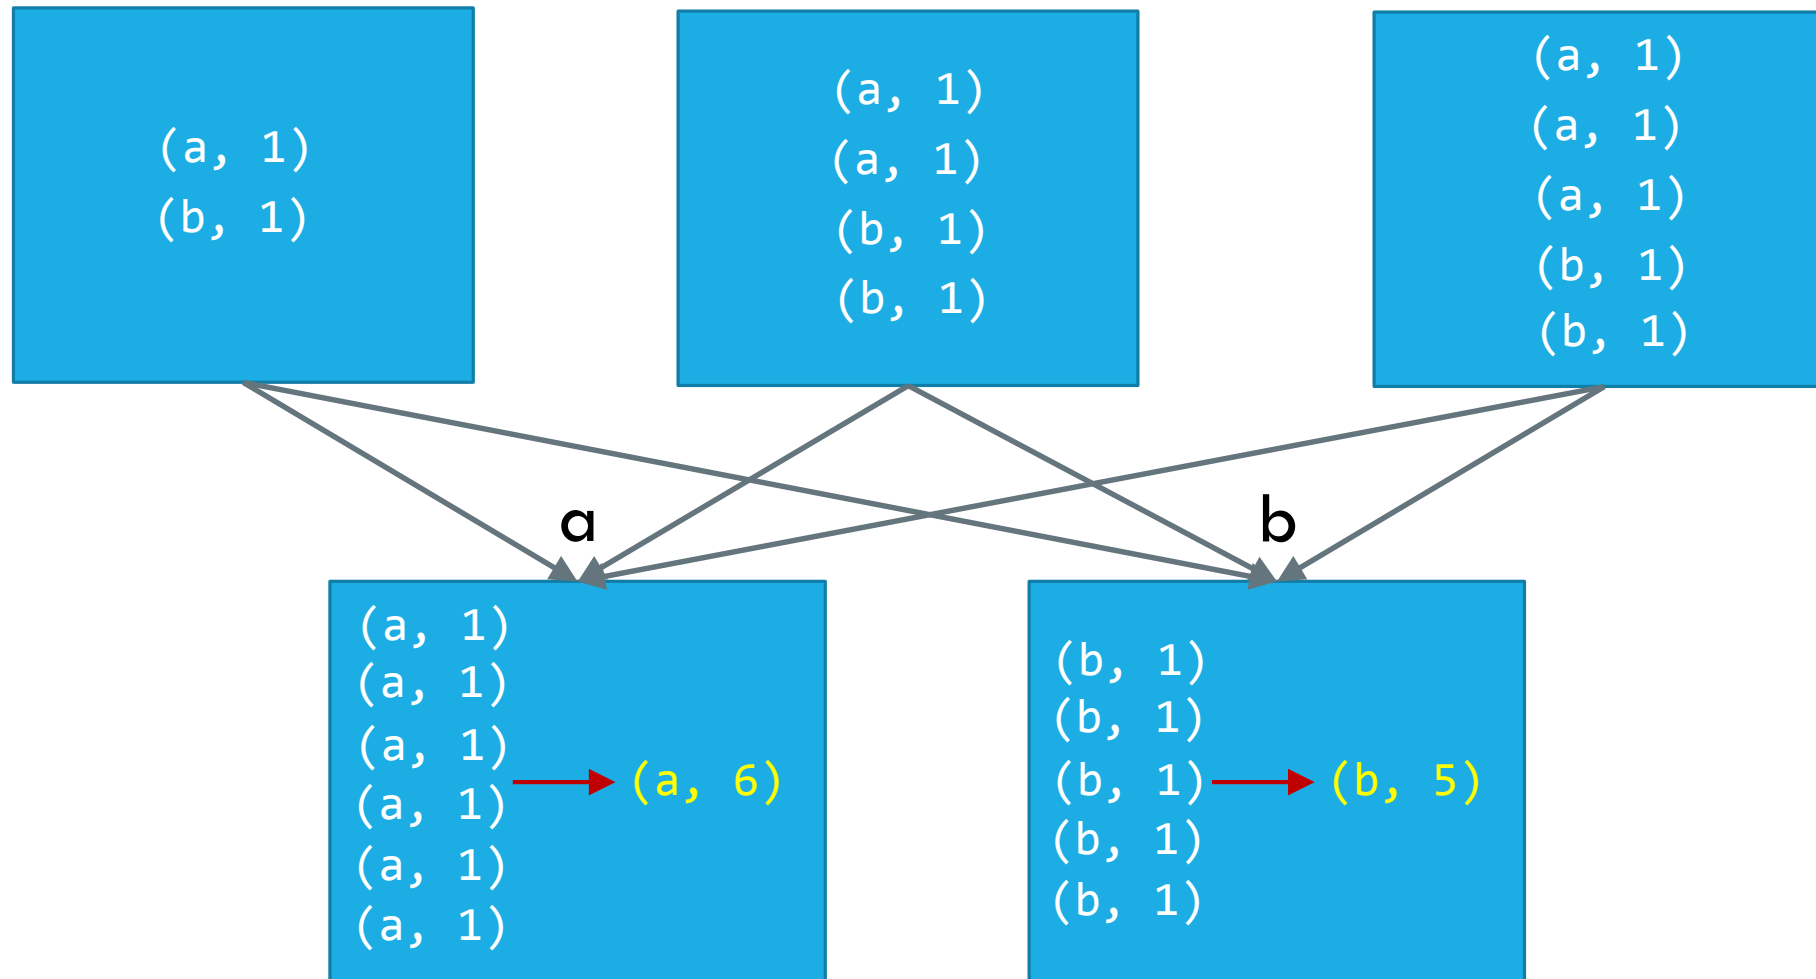 (a, 1)
(b, 1)
(a, 1)
(a, 1)
(b, 1)
(b, 1)
(a, 1)
(a, 1)
(a, 1)
(b, 1)
(b, 1)
a
b
(a, 1)
(a, 1)
(a, 1)
(a, 1)
(a, 1)
(a, 1)
(a, 6)
(b, 1)
(b, 1)
(b, 1)
(b, 1)
(b, 1)
(b, 5)